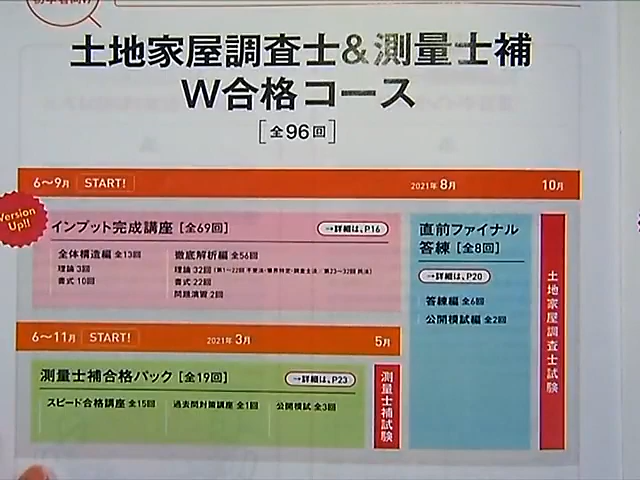 初学者向け
土地家屋調査士&測量士補
W合格コース
[全96回]
6〜9月 START!
2021年 8月
10月
Version Up!!
インプット完成講座 [全69回]
→詳細は、P16
全体構造編 全13回
理論 3回
書式 10回
徹底解析編 全56回
理論 32回
書式 22回
問題演習 2回
直前ファイナル
答練 [全8回]
→詳細は、P20
答練編 全6回
公開模試編 全2回
土地家屋調査士試験
6〜11月 START!
2021年 3月
5月
測量士補合格パック [全19回]
→詳細は、P23
スピード合格講座 全15回
過去問対策講座 全1回
公開模試 全3回
測量士補試験